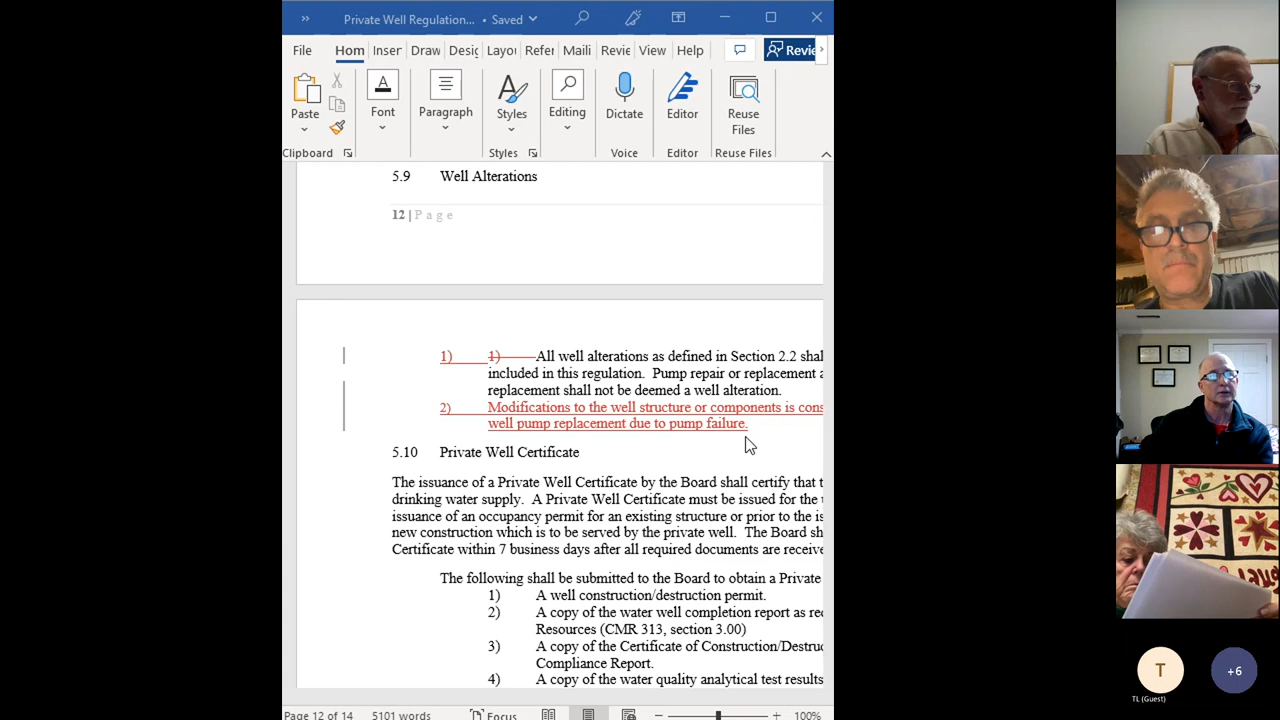 » Private Well Regulation... • Saved
File Hom Inser Draw Desig Layou Refer Maili Revie View Help Revie
Paste Font Paragraph Styles Editing Dictate Editor Reuse Files
Clipboard Styles Voice Editor Reuse Files
5.9 Well Alterations
12 | P a g e
1) 1) All well alterations as defined in Section 2.2 shal
included in this regulation. Pump repair or replacement a
replacement shall not be deemed a well alteration.
2) Modifications to the well structure or components is cons
well pump replacement due to pump failure.
5.10 Private Well Certificate
The issuance of a Private Well Certificate by the Board shall certify that t
drinking water supply. A Private Well Certificate must be issued for the u
issuance of an occupancy permit for an existing structure or prior to the is
new construction which is to be served by the private well. The Board sh
Certificate within 7 business days after all required documents are receive
The following shall be submitted to the Board to obtain a Private
1) A well construction/destruction permit.
2) A copy of the water well completion report as rec
Resources (CMR 313, section 3.00)
3) A copy of the Certificate of Construction/Destruc
Compliance Report.
4) A copy of the water quality analytical test results
Page 12 of 14 5101 words Focus 100%
T +6
TL (Guest)